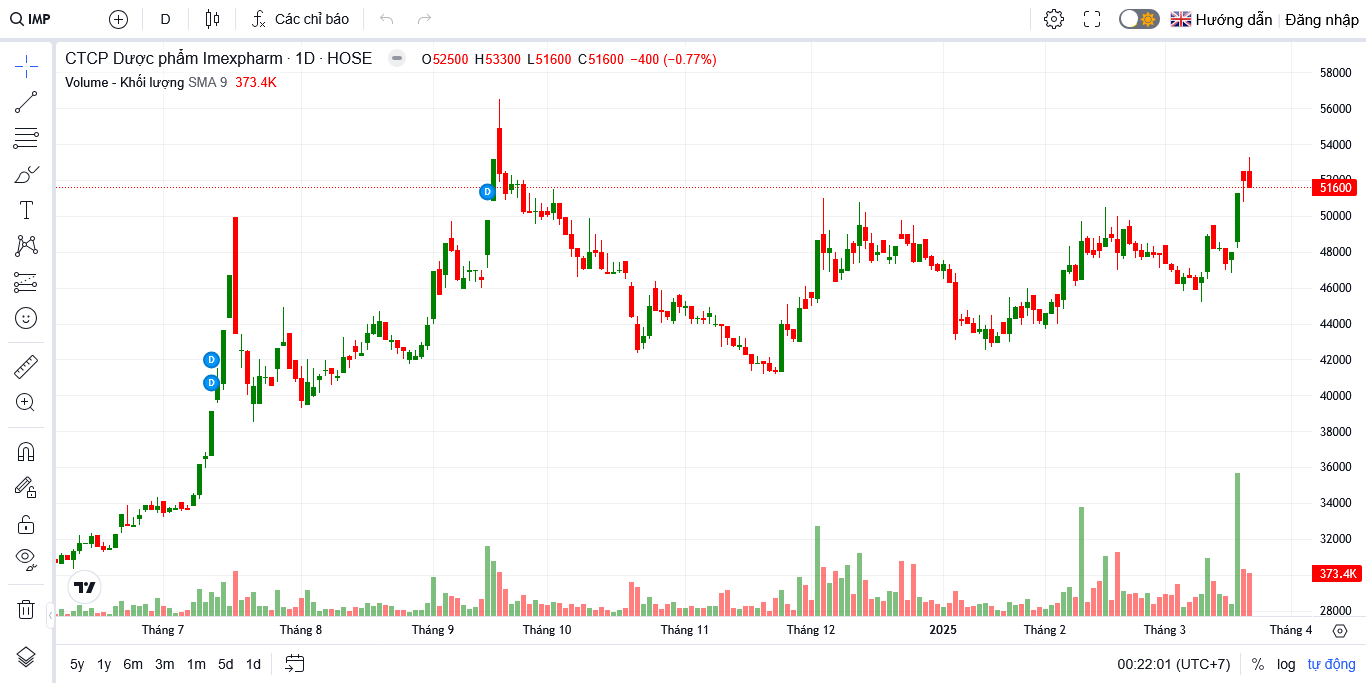 IMP D Các chỉ báo Hướng dẫn Đăng nhập
CTCP Dược phẩm Imexpharm · 1D · HOSE O52500 H53300 L51600 C51600 −400 (−0.77%)
Volume - Khối lượng SMA 9 373.4K
58000
56000
54000
52000
51600
50000
48000
46000
44000
42000
40000
38000
36000
34000
32000
373.4K
28000
D
D
D
Tháng 7 Tháng 8 Tháng 9 Tháng 10 Tháng 11 Tháng 12 2025 Tháng 2 Tháng 3 Tháng 4
5y 1y 6m 3m 1m 5d 1d 00:22:01 (UTC+7) % log tự động